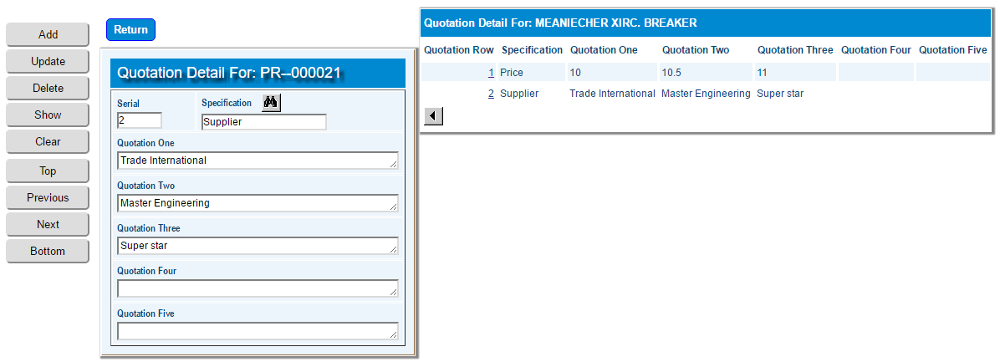 Add
Update
Delete
Show
Clear
Top
Previous
Next
Bottom
Return
Quotation Detail For: PR--000021
Serial Specification
2 Supplier
Quotation One
Trade International
Quotation Two
Master Engineering
Quotation Three
Super star
Quotation Four
Quotation Five
Quotation Detail For: MEANIECHER XIRC. BREAKER
Quotation Row Specification Quotation One Quotation Two Quotation Three Quotation Four Quotation Five
1 Price 10 10.5 11
2 Supplier Trade International Master Engineering Super star